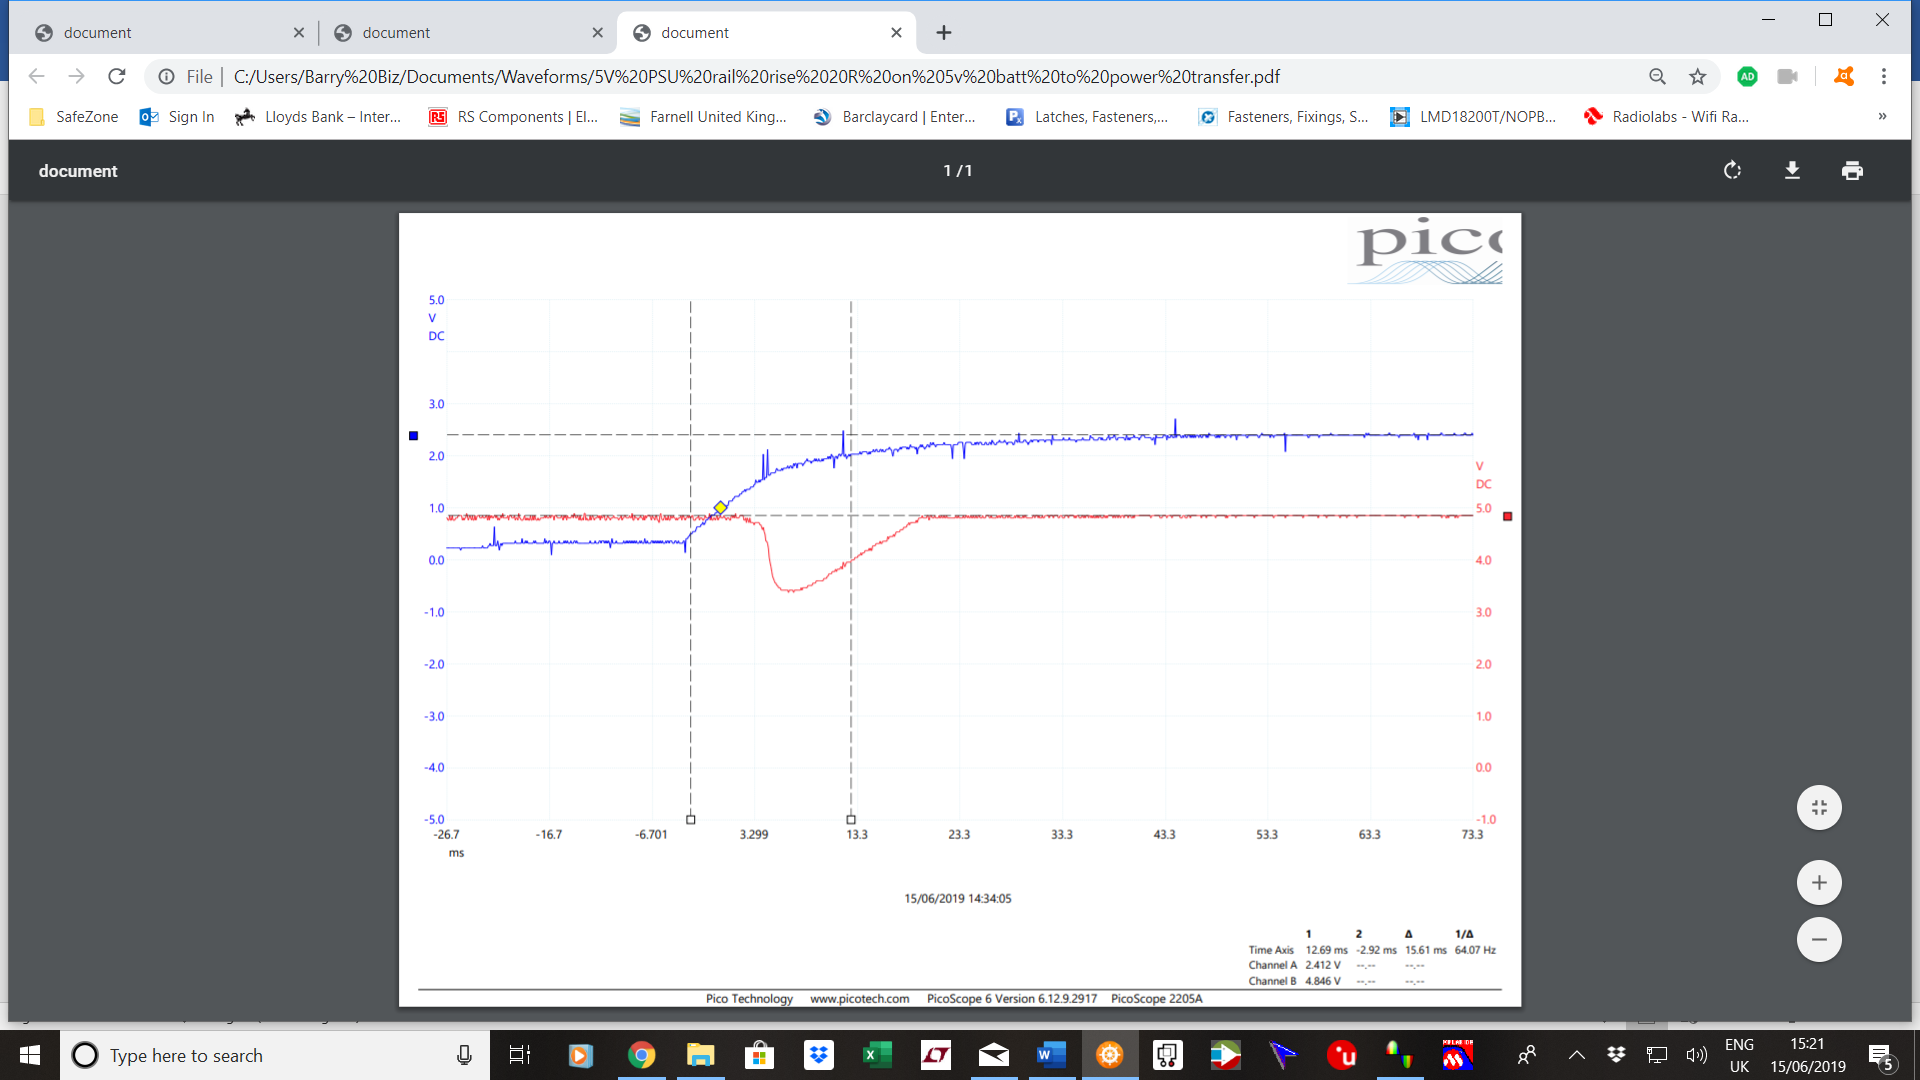 document
document
document
File
C:/Users/Barry%20Biz/Documents/Waveforms/5V%20PSU%20rail%20rise%2020R%20on%205v%20batt%20to%20power%20transfer.pdf
SafeZone Sign In Lloyds Bank – Inter... RS Components | El... Farnell United King... Barclaycard | Enter... Latches, Fasteners,... Fasteners, Fixings, S... LMD18200T/NOPB... Radiolabs - Wifi Ra... »
document
1 / 1
pico
5.0
V
DC
3.0
2.0
1.0
0.0
-1.0
-2.0
-3.0
-4.0
-5.0
V
DC
5.0
4.0
3.0
2.0
1.0
0.0
-1.0
-26.7 -16.7 -6.701 3.299 13.3 23.3 33.3 43.3 53.3 63.3 73.3
ms
15/06/2019 14:34:05
1 2 Δ 1/Δ
Time Axis 12.69 ms -2.92 ms 15.61 ms 64.07 Hz
Channel A 2.412 V --.-- --.--
Channel B 4.846 V --.-- --.--
Pico Technology www.picotech.com PicoScope 6 Version 6.12.9.2917 PicoScope 2205A
Type here to search
ENG
UK
15:21
15/06/2019
5